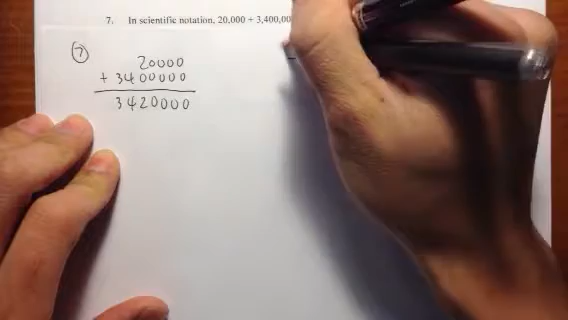 7. In scientific notation, 20,000 + 3,400,00
7
20000
+ 3400000
3420000